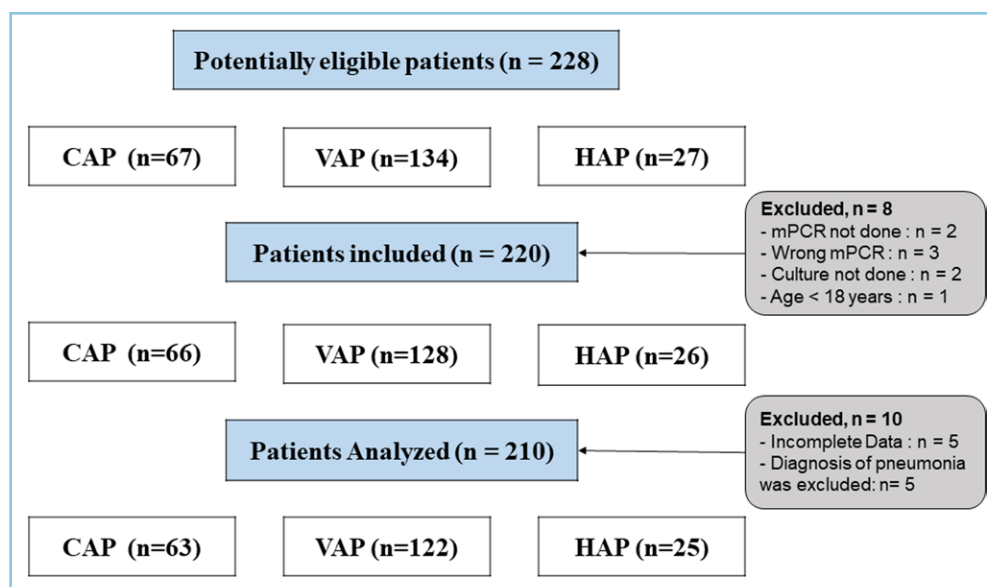 Potentially eligible patients (n = 228)
CAP (n=67)
VAP (n=134)
HAP (n=27)
Excluded, n = 8
- mPCR not done : n = 2
- Wrong mPCR : n = 3
- Culture not done : n = 2
- Age < 18 years : n = 1
Patients included (n = 220)
CAP (n=66)
VAP (n=128)
HAP (n=26)
Excluded, n = 10
- Incomplete Data : n = 5
- Diagnosis of pneumonia
was excluded: n= 5
Patients Analyzed (n = 210)
CAP (n=63)
VAP (n=122)
HAP (n=25)